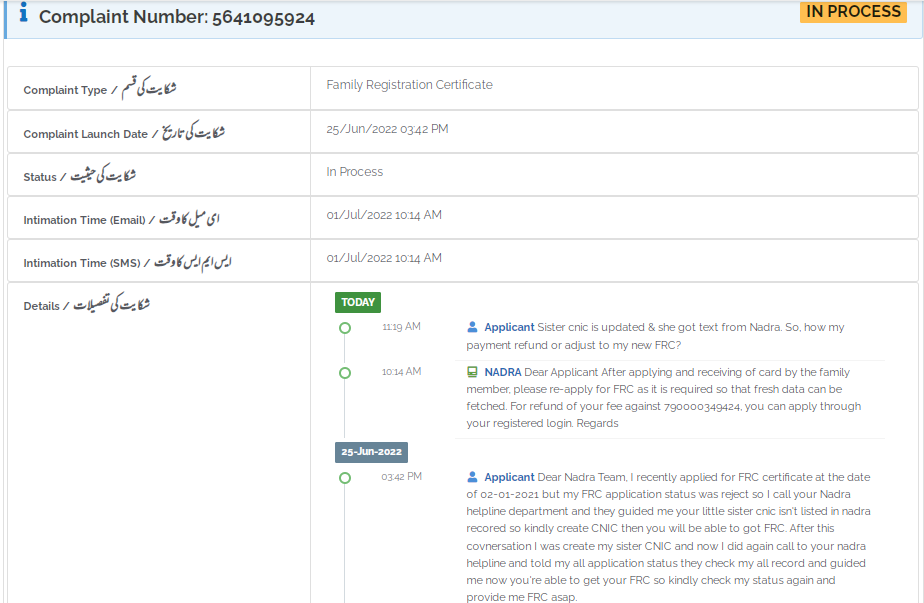 Complaint Number: 5641095924
IN PROCESS
Complaint Type / شکایت کی قسم
Family Registration Certificate
Complaint Launch Date / شکایت کی تاریخ
25/Jun/2022 03:42 PM
Status / شکایت کی حیثیت
In Process
Intimation Time (Email) / ای میل کا وقت
01/Jul/2022 10:14 AM
Intimation Time (SMS) / ایس ایم ایس کا وقت
01/Jul/2022 10:14 AM
Details / شکایت کی تفصیلات
TODAY
11:19 AM
Applicant Sister cnic is updated & she got text from Nadra. So, how my
payment refund or adjust to my new FRC?
10:14 AM
NADRA Dear Applicant After applying and receiving of card by the family
member, please re-apply for FRC as it is required so that fresh data can be
fetched. For refund of your fee against 790000349424, you can apply through
your registered login. Regards
25-Jun-2022
03:42 PM
Applicant Dear Nadra Team, I recently applied for FRC certificate at the date
of 02-01-2021 but my FRC application status was reject so I call your Nadra
helpline department and they guided me your little sister cnic isn't listed in nadra
recored so kindly create CNIC then you will be able to got FRC. After this
covnersation I was create my sister CNIC and now I did again call to your nadra
helpline and told my all application status they check my all record and guided
me now you're able to get your FRC so kindly check my status again and
provide me FRC asap.